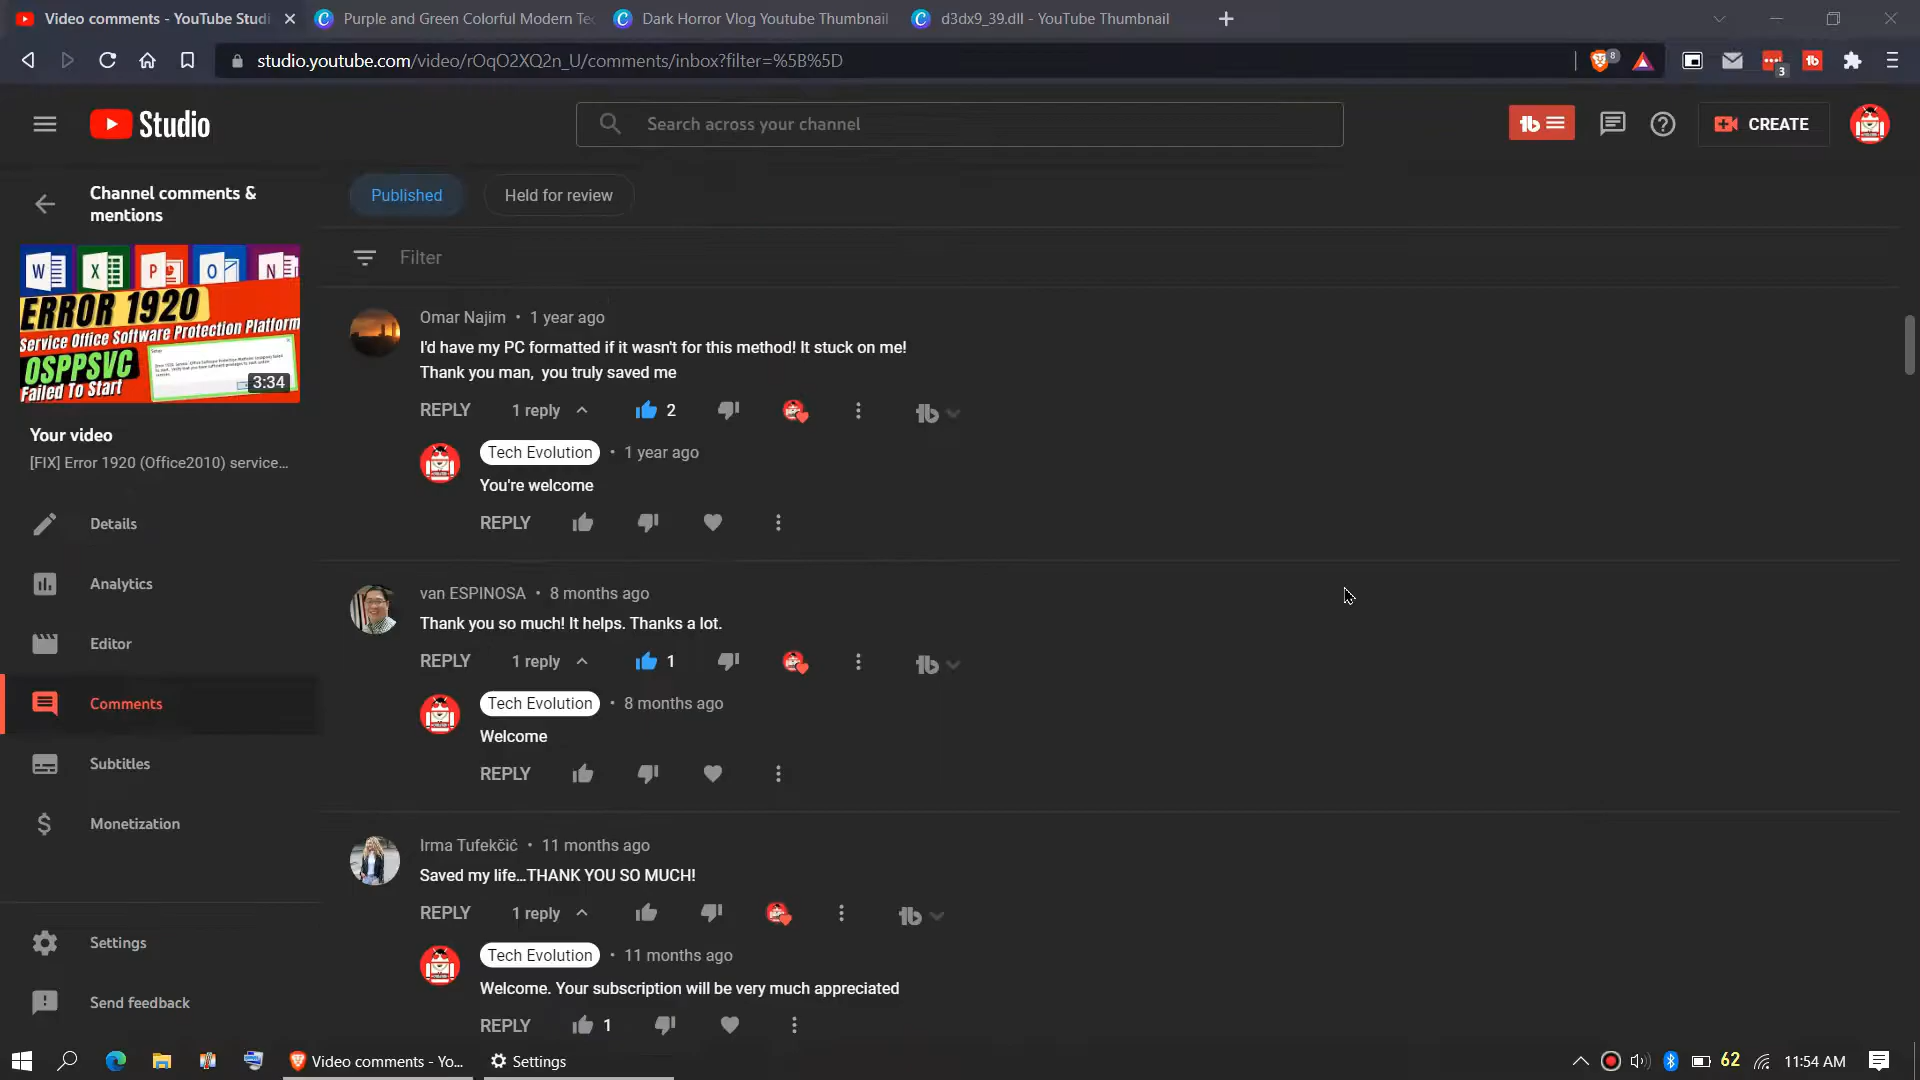 Video comments - YouTube Studi
Purple and Green Colorful Modern Te
Dark Horror Vlog Youtube Thumbnail
d3dx9_39.dll - YouTube Thumbnail
studio.youtube.com/video/rOqO2XQ2n_U/comments/inbox?filter=%5B%5D
8
3
tb
Studio
Search across your channel
tb
CREATE
Channel comments &
mentions
Published
Held for review
Filter
W
X
P
O
N
ERROR 1920
Service Office Software Protection Platform
OSPPSVC
Failed To Start
3:34
Your video
[FIX] Error 1920 (Office2010) service...
Details
Analytics
Editor
Comments
Subtitles
Monetization
Settings
Send feedback
Omar Najim • 1 year ago
I'd have my PC formatted if it wasn't for this method! It stuck on me!
Thank you man, you truly saved me
REPLY 1 reply 2 tb
Tech Evolution • 1 year ago
You're welcome
REPLY
van ESPINOSA • 8 months ago
Thank you so much! It helps. Thanks a lot.
REPLY 1 reply 1 tb
Tech Evolution • 8 months ago
Welcome
REPLY
Irma Tufekčić • 11 months ago
Saved my life...THANK YOU SO MUCH!
REPLY 1 reply tb
Tech Evolution • 11 months ago
Welcome. Your subscription will be very much appreciated
REPLY 1
Video comments - Yo...
Settings
62
11:54 AM